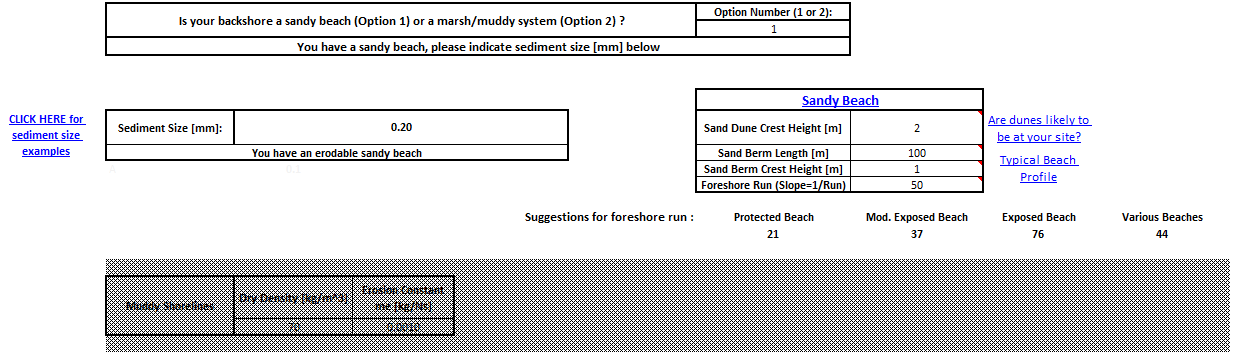 Is your backshore a sandy beach (Option 1) or a marsh/muddy system (Option 2) ?
Option Number (1 or 2):
1
You have a sandy beach, please indicate sediment size [mm] below
CLICK HERE for
sediment size
examples
Sediment Size [mm]:
0.20
You have an erodable sandy beach
0.1
Sandy Beach
Sand Dune Crest Height [m]
2
Sand Berm Length [m]
100
Sand Berm Crest Height [m]
1
Foreshore Run (Slope=1/Run)
50
Are dunes likely to
be at your site?
Typical Beach
Profile
Suggestions for foreshore run :
Protected Beach
Mod. Exposed Beach
Exposed Beach
Various Beaches
21
37
76
44
Muddy Shorelines
Dry Density [kg/m^3]
Erosion Constant
me [kg/Ns]
70
0.0010